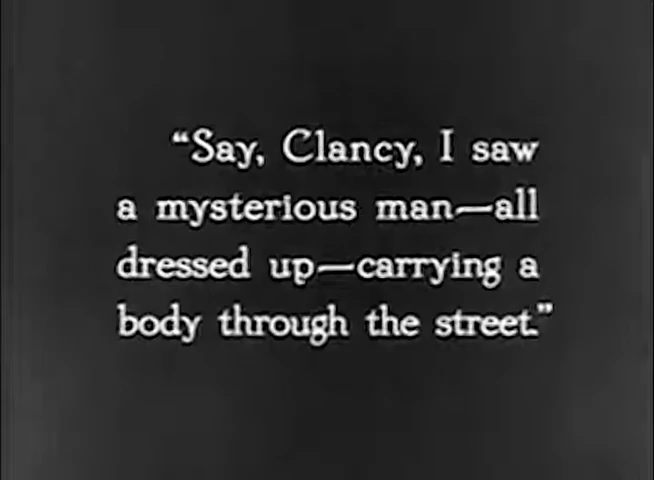 “Say, Clancy, I saw
a mysterious man—all
dressed up—carrying a
body through the street.”